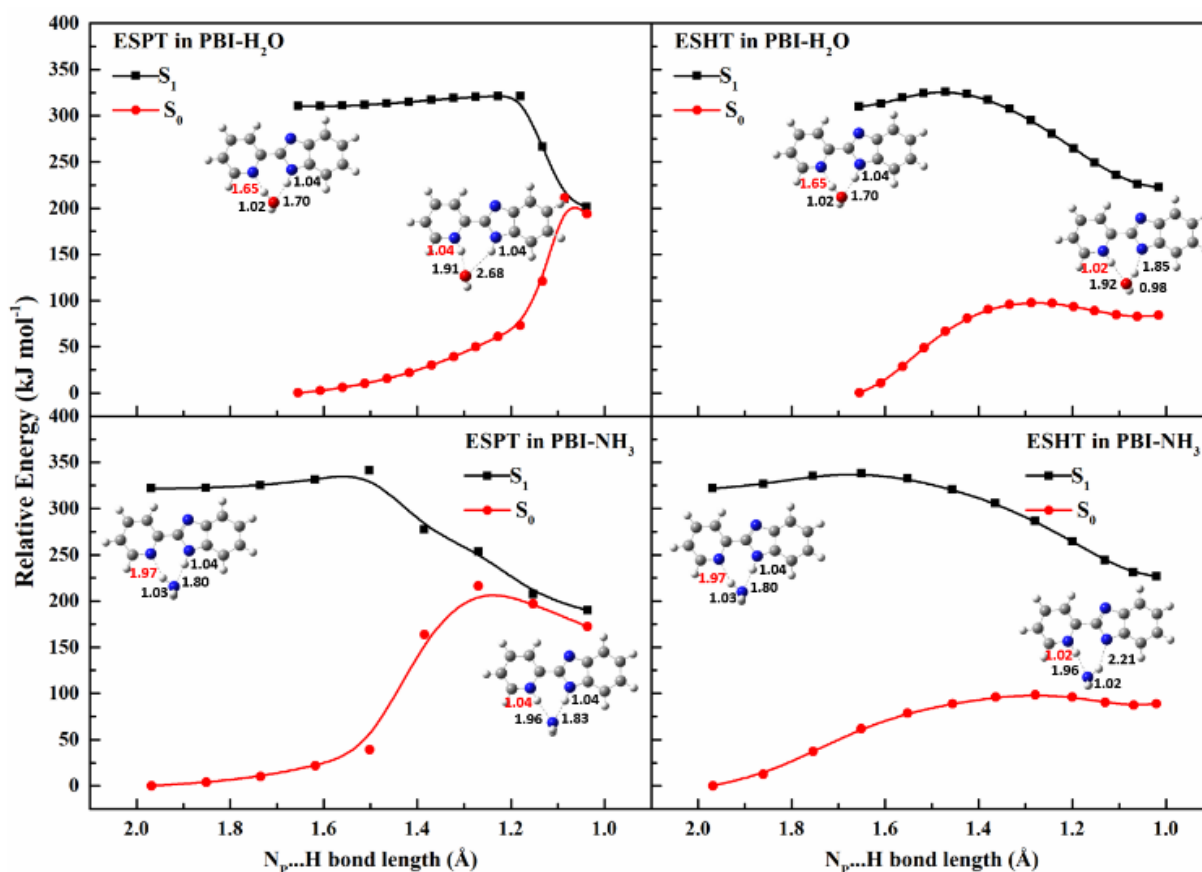 Relative Energy (kJ mol⁻¹)
400
350
300
250
200
150
100
50
0
ESPT in PBI-H₂O
S₁
S₀
1.65
1.04
1.02
1.70
1.04
1.04
1.91
2.68
ESHT in PBI-H₂O
S₁
S₀
1.65
1.04
1.02
1.70
1.02
1.85
1.92
0.98
400
350
300
250
200
150
100
50
0
ESPT in PBI-NH₃
S₁
S₀
1.04
1.97
1.80
1.03
1.04
1.04
1.96
1.83
ESHT in PBI-NH₃
S₁
S₀
1.04
1.97
1.80
1.03
1.02
2.21
1.96
1.02
2.0 1.8 1.6 1.4 1.2 1.0
2.0 1.8 1.6 1.4 1.2 1.0
N_P...H bond length (Å)
N_P...H bond length (Å)